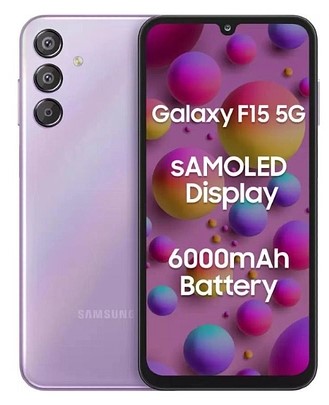 Galaxy F15 5G
sAMOLED
Display
6000mAh
Battery
SAMSUNG